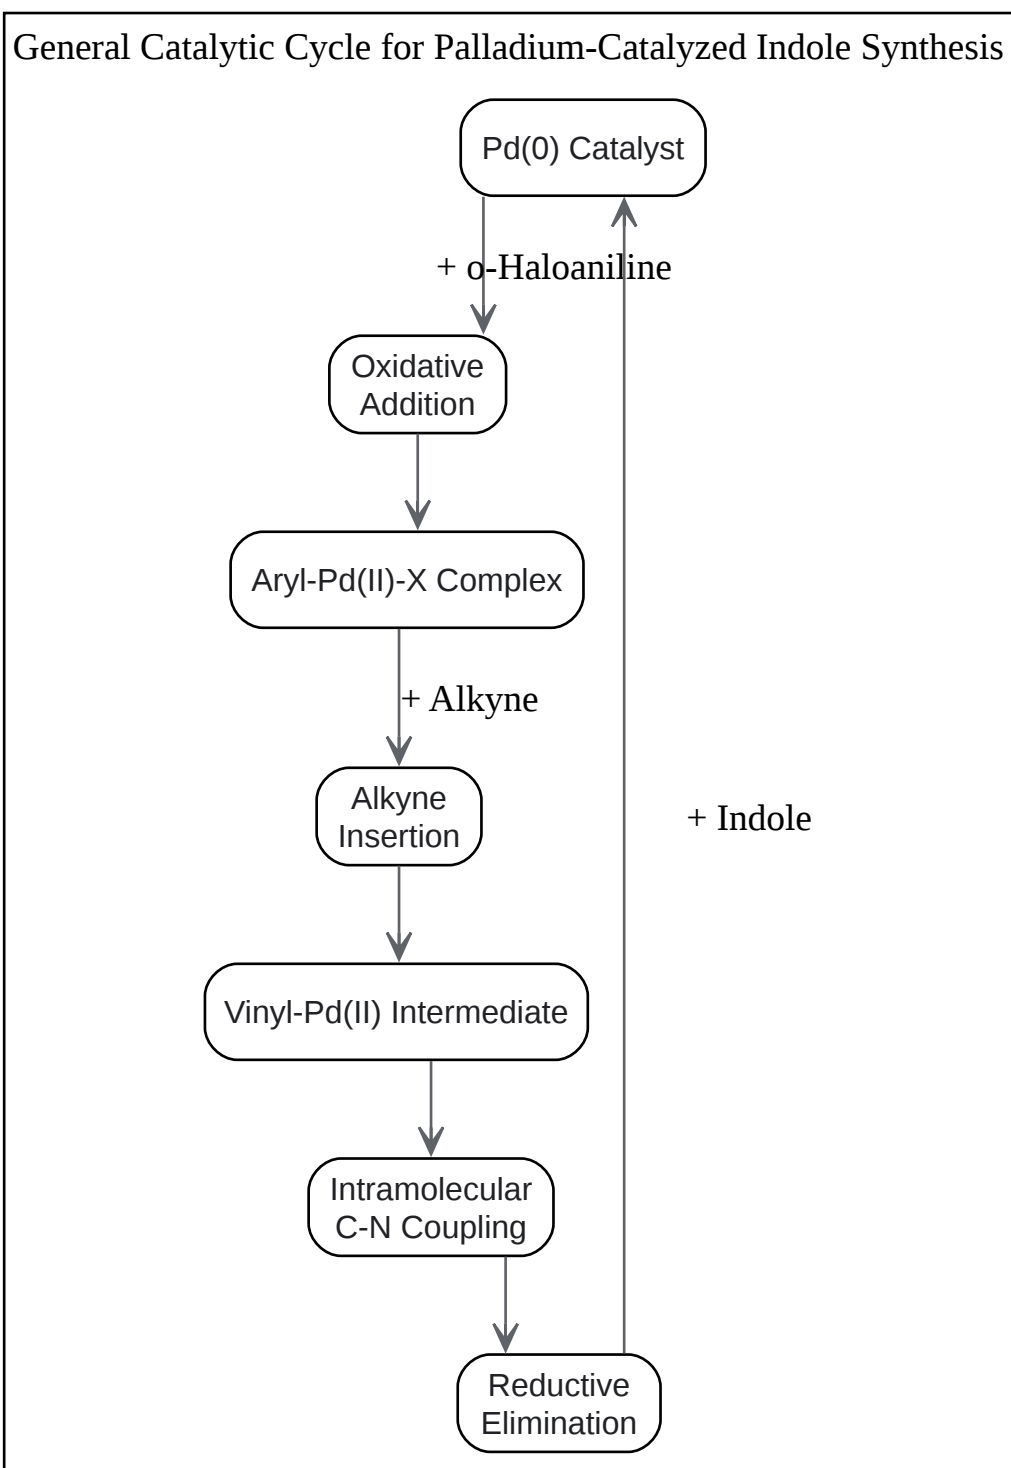 General Catalytic Cycle for Palladium-Catalyzed Indole Synthesis
Pd(0) Catalyst
+ o-Haloaniline
Oxidative
Addition
Aryl-Pd(II)-X Complex
+ Alkyne
Alkyne
Insertion
+ Indole
Vinyl-Pd(II) Intermediate
Intramolecular
C-N Coupling
Reductive
Elimination